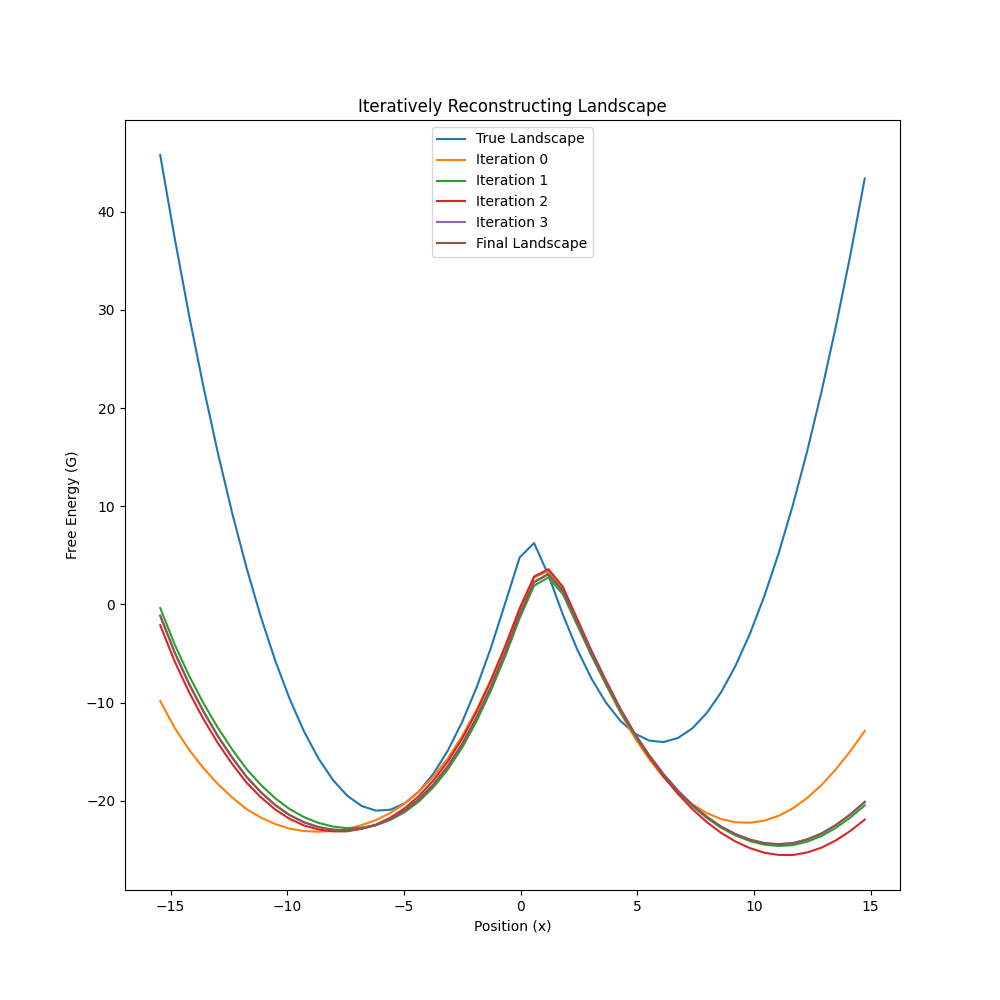 Iteratively Reconstructing Landscape
True Landscape
Iteration 0
Iteration 1
Iteration 2
Iteration 3
Final Landscape
Free Energy (G)
40
30
20
10
0
−10
−20
−15 −10 −5 0 5 10 15
Position (x)